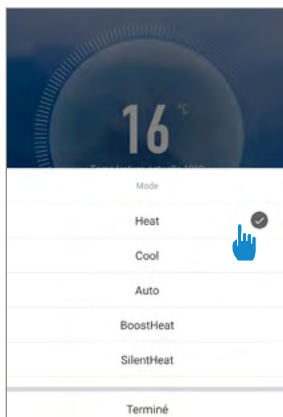 16 °C
Mode
Heat
Cool
Auto
BoostHeat
SilentHeat
Terminé